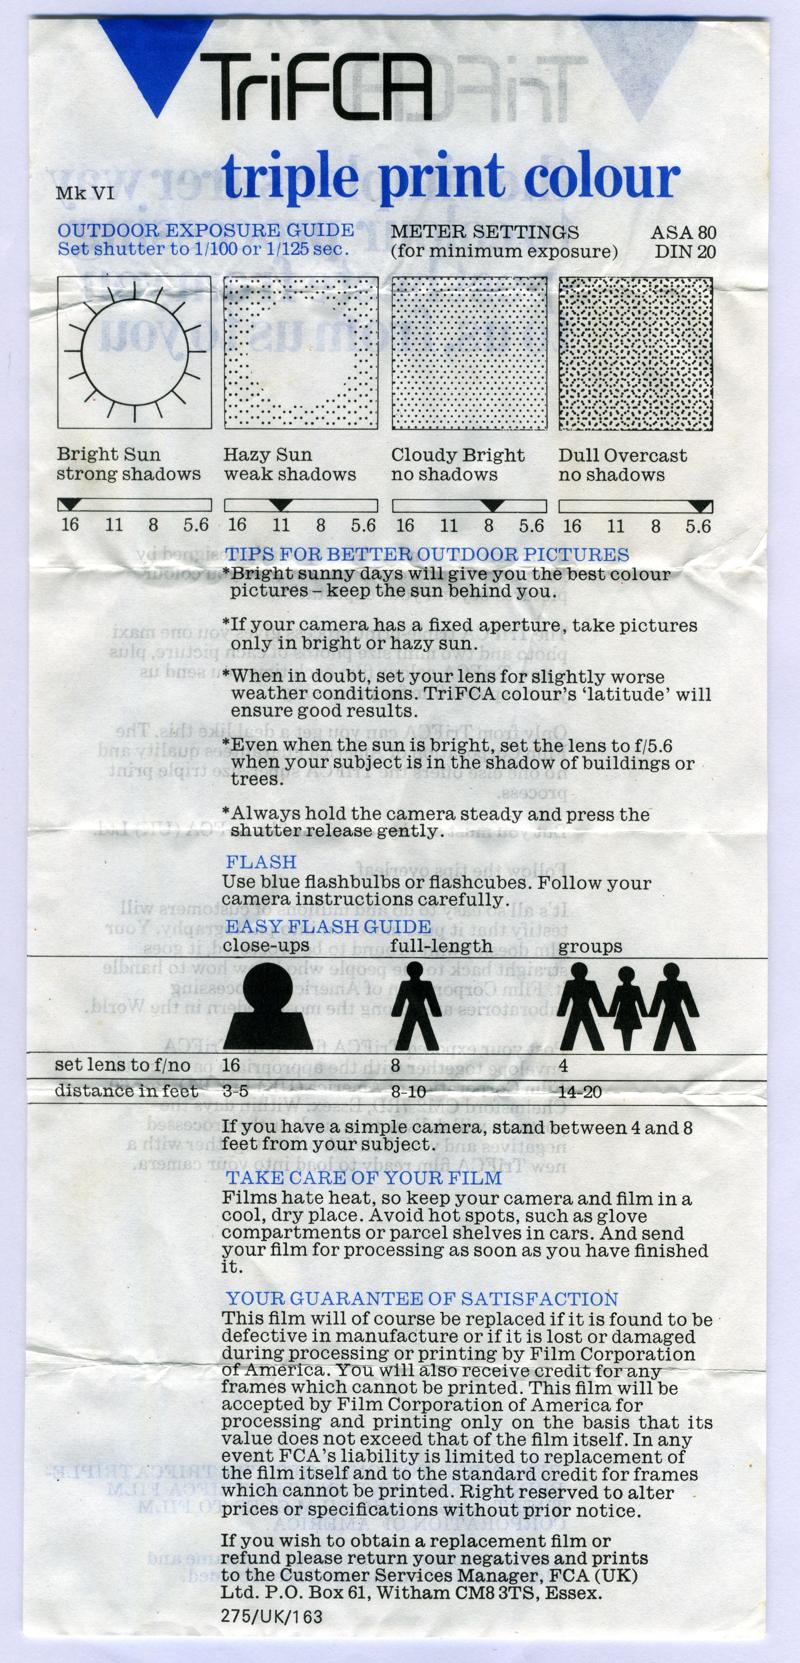 TriFCA
Mk VI
triple print colour
OUTDOOR EXPOSURE GUIDE
Set shutter to 1/100 or 1/125 sec.
METER SETTINGS
(for minimum exposure)
ASA 80
DIN 20
Bright Sun
strong shadows
Hazy Sun
weak shadows
Cloudy Bright
no shadows
Dull Overcast
no shadows
16 11 8 5.6
16 11 8 5.6
16 11 8 5.6
16 11 8 5.6
TIPS FOR BETTER OUTDOOR PICTURES
*Bright sunny days will give you the best colour
pictures – keep the sun behind you.
*If your camera has a fixed aperture, take pictures
only in bright or hazy sun.
*When in doubt, set your lens for slightly worse
weather conditions. TriFCA colour's 'latitude' will
ensure good results.
*Even when the sun is bright, set the lens to f/5.6
when your subject is in the shadow of buildings or
trees.
*Always hold the camera steady and press the
shutter release gently.
FLASH
Use blue flashbulbs or flashcubes. Follow your
camera instructions carefully.
EASY FLASH GUIDE
close-ups full-length groups
set lens to f/no 16 8 4
distance in feet 3-5 8-10 14-20
If you have a simple camera, stand between 4 and 8
feet from your subject.
TAKE CARE OF YOUR FILM
Films hate heat, so keep your camera and film in a
cool, dry place. Avoid hot spots, such as glove
compartments or parcel shelves in cars. And send
your film for processing as soon as you have finished
it.
YOUR GUARANTEE OF SATISFACTION
This film will of course be replaced if it is found to be
defective in manufacture or if it is lost or damaged
during processing or printing by Film Corporation
of America. You will also receive credit for any
frames which cannot be printed. This film will be
accepted by Film Corporation of America for
processing and printing only on the basis that its
value does not exceed that of the film itself. In any
event FCA's liability is limited to replacement of
the film itself and to the standard credit for frames
which cannot be printed. Right reserved to alter
prices or specifications without prior notice.
If you wish to obtain a replacement film or
refund please return your negatives and prints
to the Customer Services Manager, FCA (UK)
Ltd. P.O. Box 61, Witham CM8 3TS, Essex.
275/UK/163